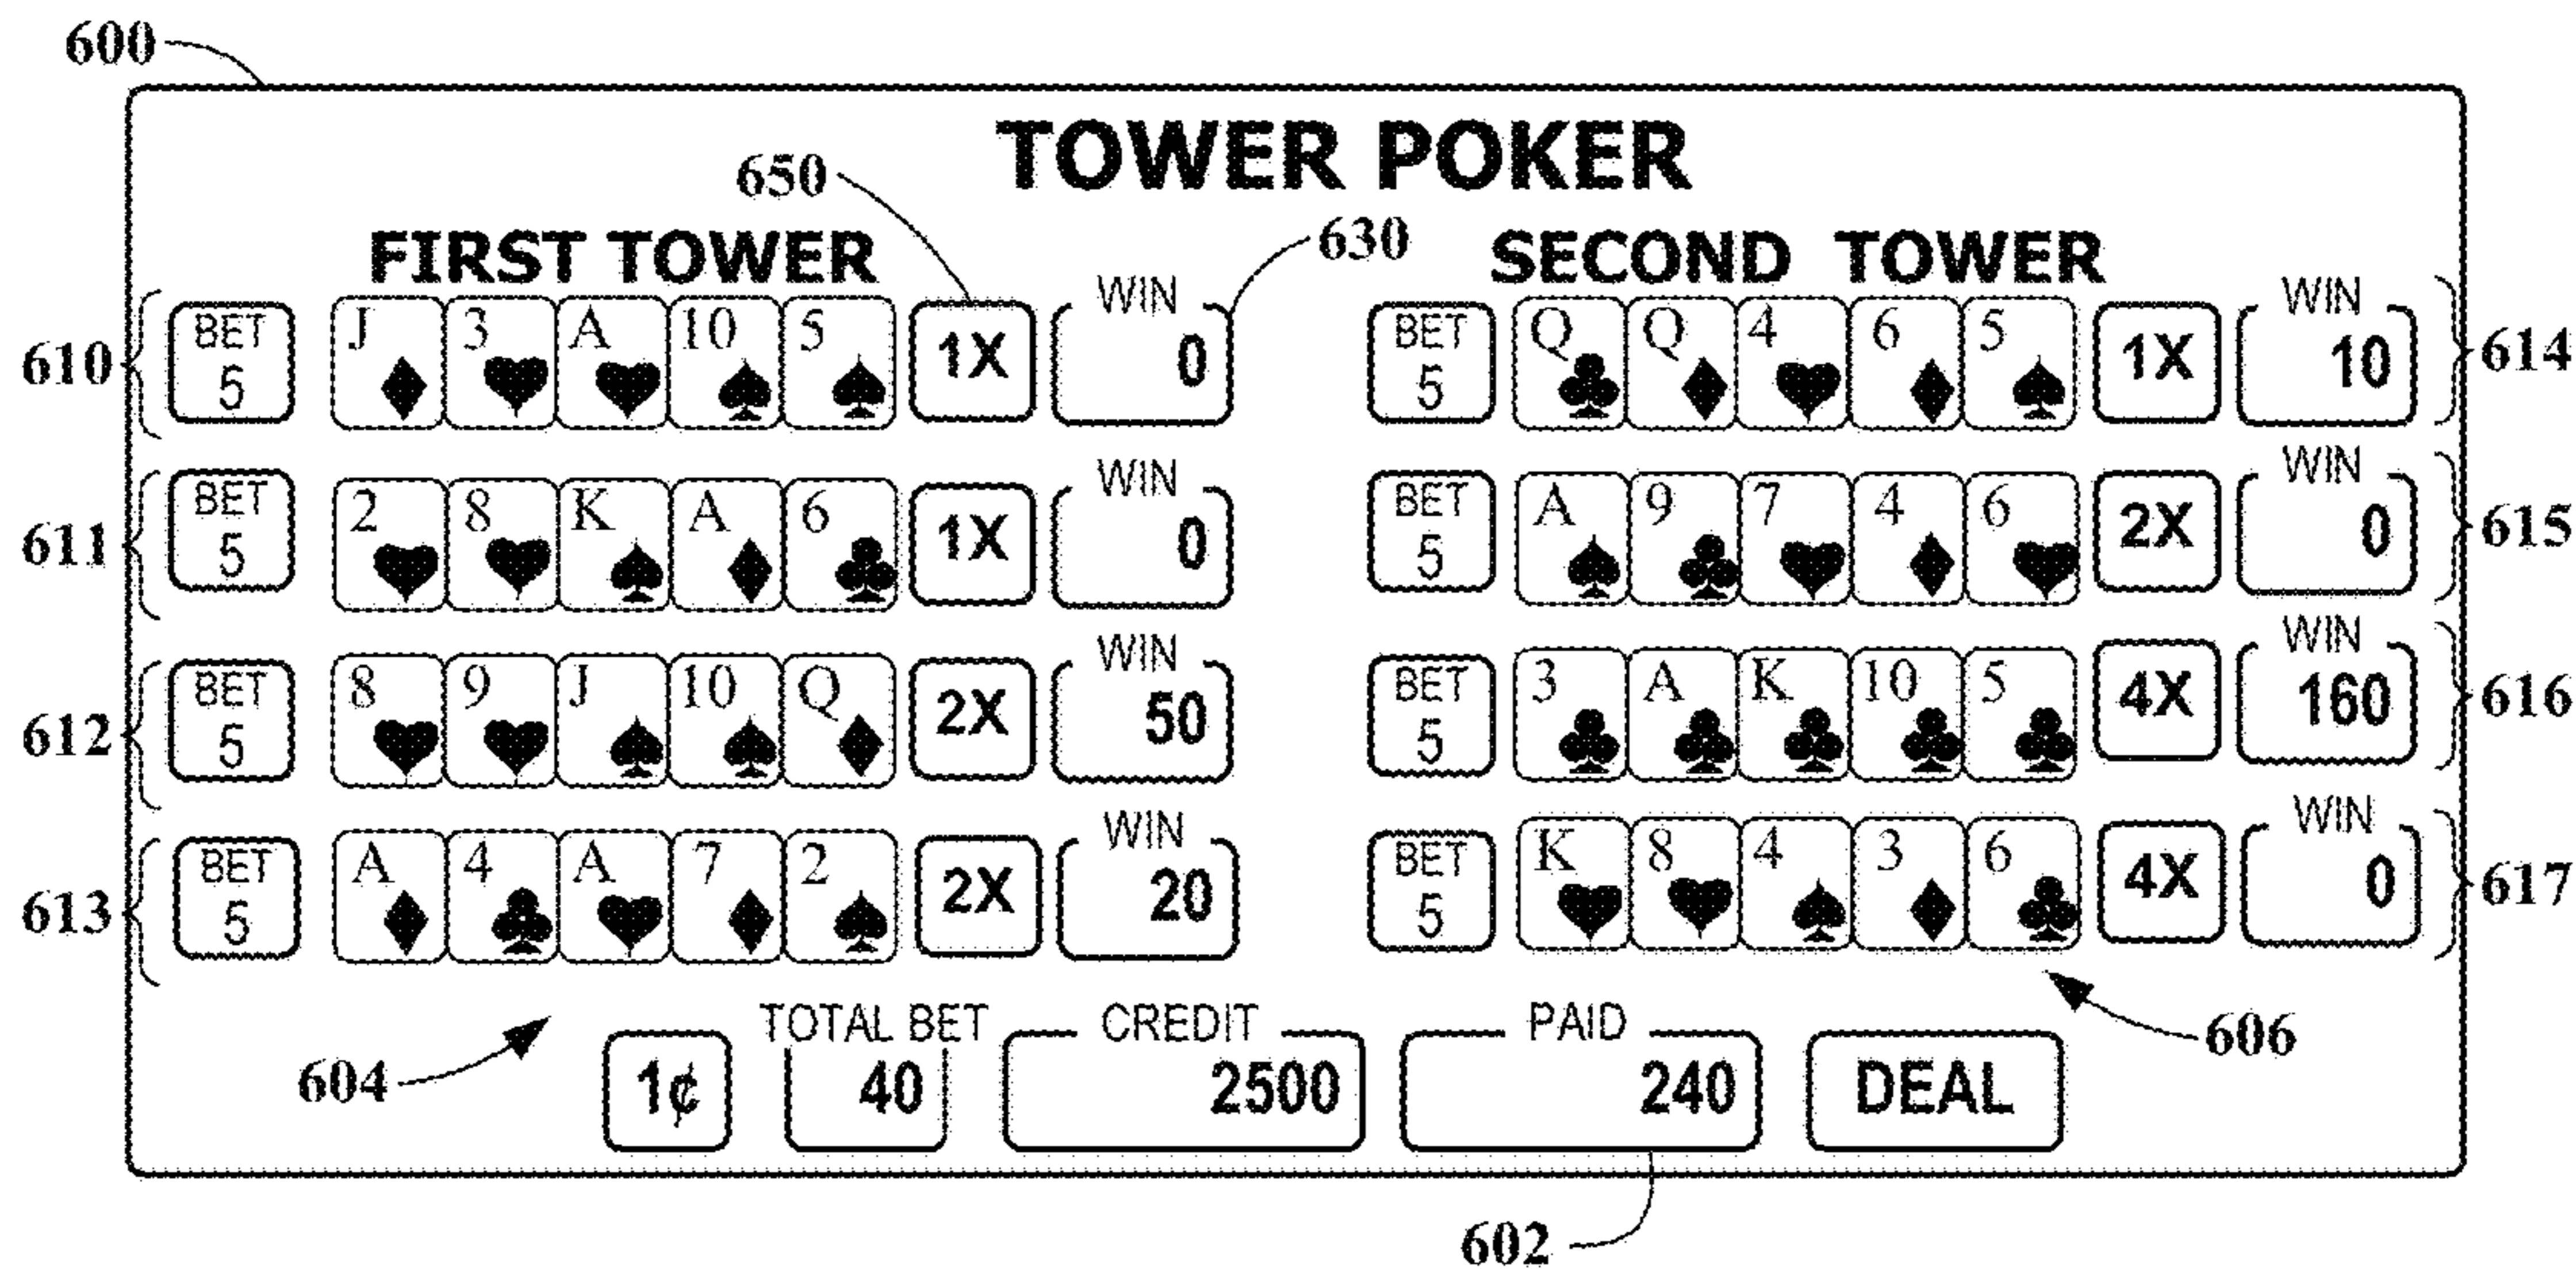 600
TOWER POKER
650
630
FIRST TOWER
SECOND TOWER
610 BET 5 J 3 A 10 5 1X WIN 0
BET 5 Q Q 4 6 5 1X WIN 10 614
611 BET 5 2 8 K A 6 1X WIN 0
BET 5 A 9 7 4 6 2X WIN 0 615
612 BET 5 8 9 J 10 Q 2X WIN 50
BET 5 3 A K 10 5 4X WIN 160 616
613 BET 5 A 4 A 7 2 2X WIN 20
BET 5 K 8 4 3 6 4X WIN 0 617
604
606
1¢
TOTAL BET
40
CREDIT
2500
PAID
240
DEAL
602